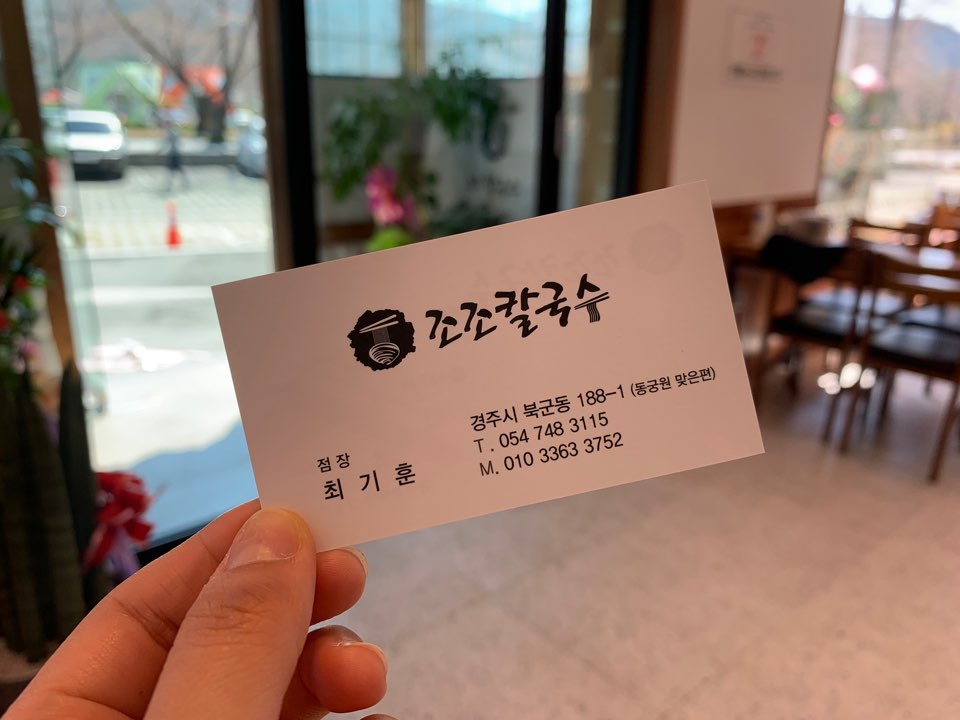 조조칼국수
경주시 북군동 188-1 (동궁원 맞은편)
T. 054 748 3115
M. 010 3363 3752
점장
최기훈